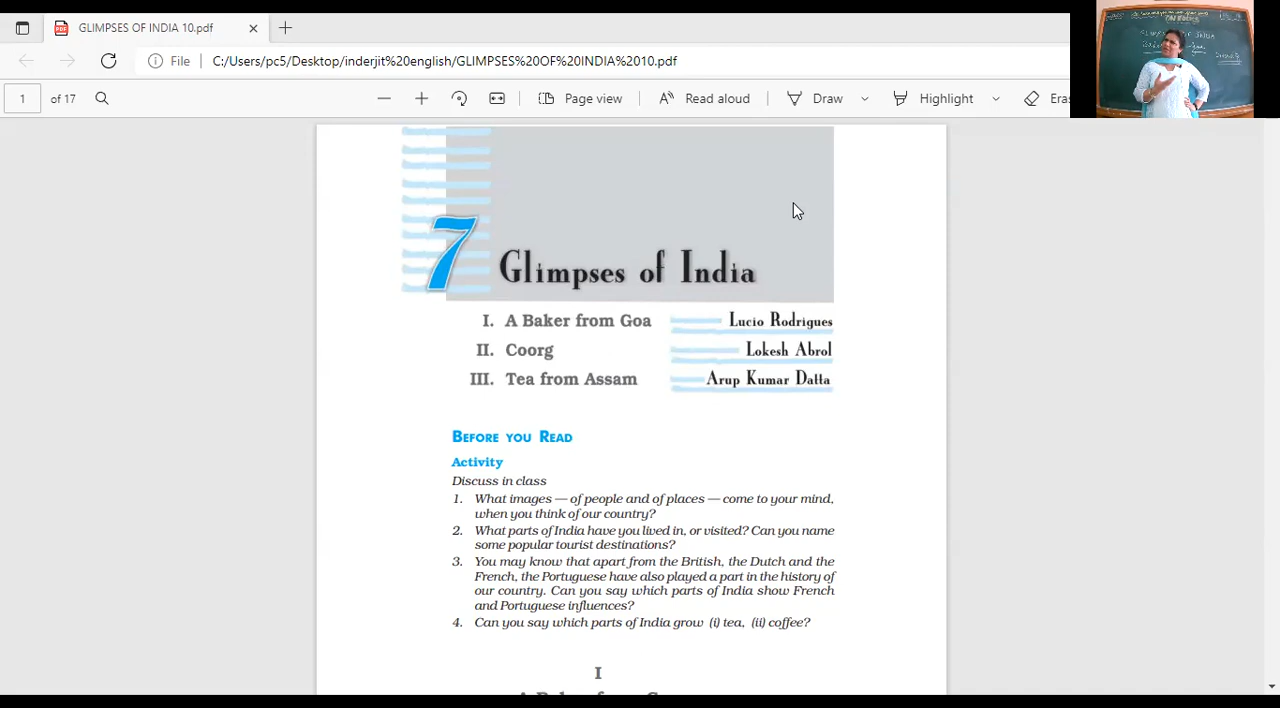 GLIMPSES OF INDIA 10.pdf
PDF
File C:/Users/pc5/Desktop/inderjit%20english/GLIMPSES%20OF%20INDIA%2010.pdf
1 of 17 Page view Read aloud Draw Highlight Eras
GLIMPSES OF INDIA
7 Glimpses of India
I. A Baker from Goa Lucio Rodrigues
II. Coorg Lokesh Abrol
III. Tea from Assam Arup Kumar Datta
BEFORE YOU READ
Activity
Discuss in class
1. What images — of people and of places — come to your mind,
when you think of our country?
2. What parts of India have you lived in, or visited? Can you name
some popular tourist destinations?
3. You may know that apart from the British, the Dutch and the
French, the Portuguese have also played a part in the history of
our country. Can you say which parts of India show French
and Portuguese influences?
4. Can you say which parts of India grow (i) tea, (ii) coffee?
I